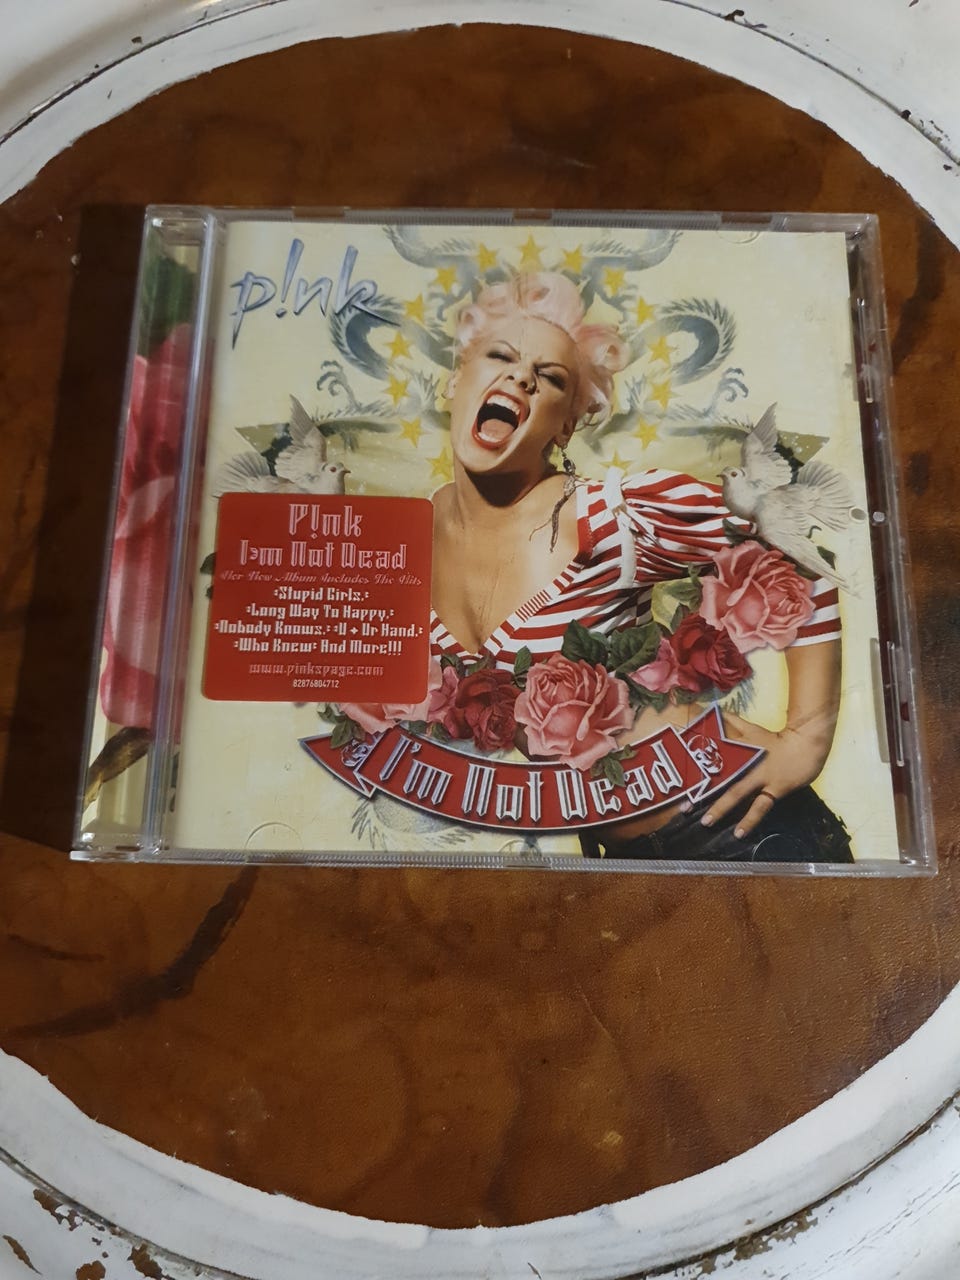 p!nk
P!nk
I'm Not Dead
Her New Album Includes The Hits
"Stupid Girls,"
"Long Way To Happy,"
"Nobody Knows," "U + Ur Hand,"
"Who Knew" And More!!!
www.pinkspage.com
82876804712
I'm Not Dead